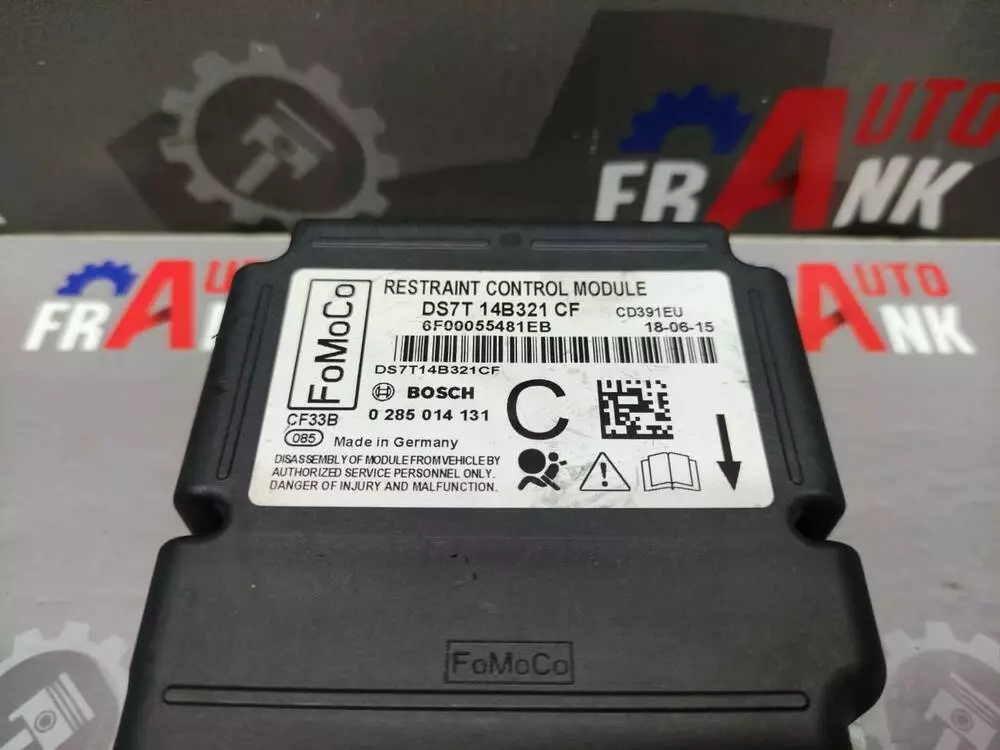 AUTO
FRANK
AUTO
FRANK
RESTRAINT CONTROL MODULE
DS7T 14B321 CF CD391EU
6F00055481EB 18-06-15
DS7T14B321CF
FoMoCo
BOSCH
0 285 014 131
C
CF33B
085
Made in Germany
DISASSEMBLY OF MODULE FROM VEHICLE BY
AUTHORIZED SERVICE PERSONNEL ONLY.
DANGER OF INJURY AND MALFUNCTION.
FoMoCo